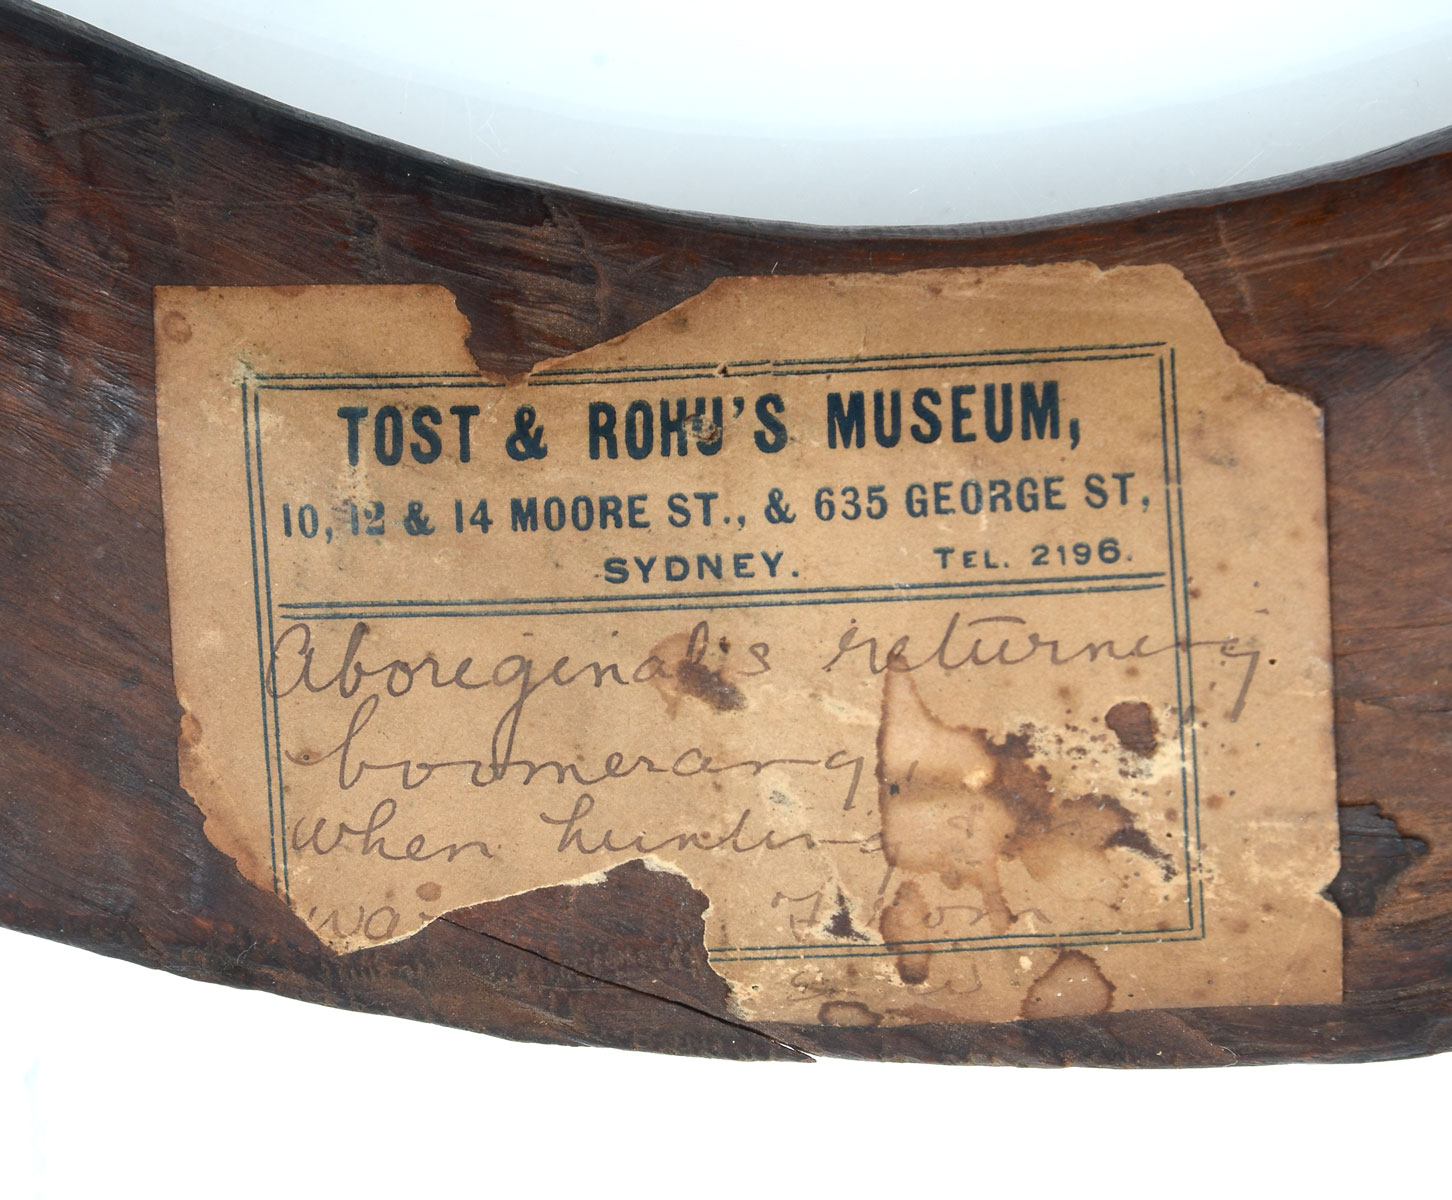 TOST & ROHU'S MUSEUM,
10, 12 & 14 MOORE ST., & 635 GEORGE ST,
SYDNEY. TEL. 2196.
Aboreginal's returning
boomerang,
when hunting
from